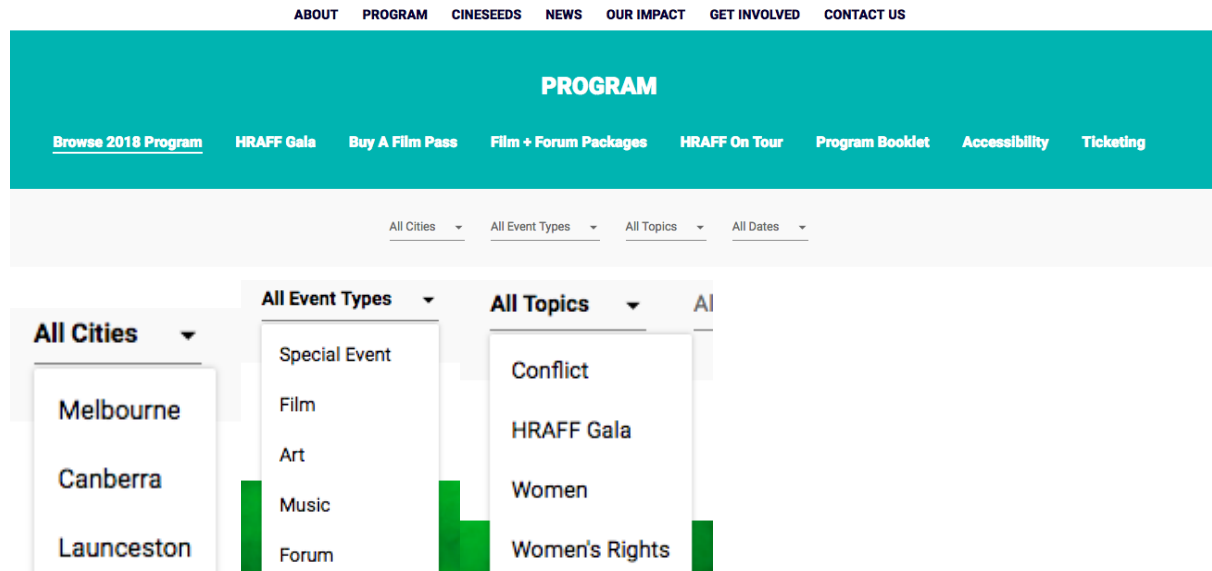 ABOUT PROGRAM CINESEEDS NEWS OUR IMPACT GET INVOLVED CONTACT US
PROGRAM
Browse 2018 Program HRAFF Gala Buy A Film Pass Film + Forum Packages HRAFF On Tour Program Booklet Accessibility Ticketing
All Cities All Event Types All Topics All Dates
All Cities
Melbourne
Canberra
Launceston
All Event Types
Special Event
Film
Art
Music
Forum
All Topics
Conflict
HRAFF Gala
Women
Women's Rights